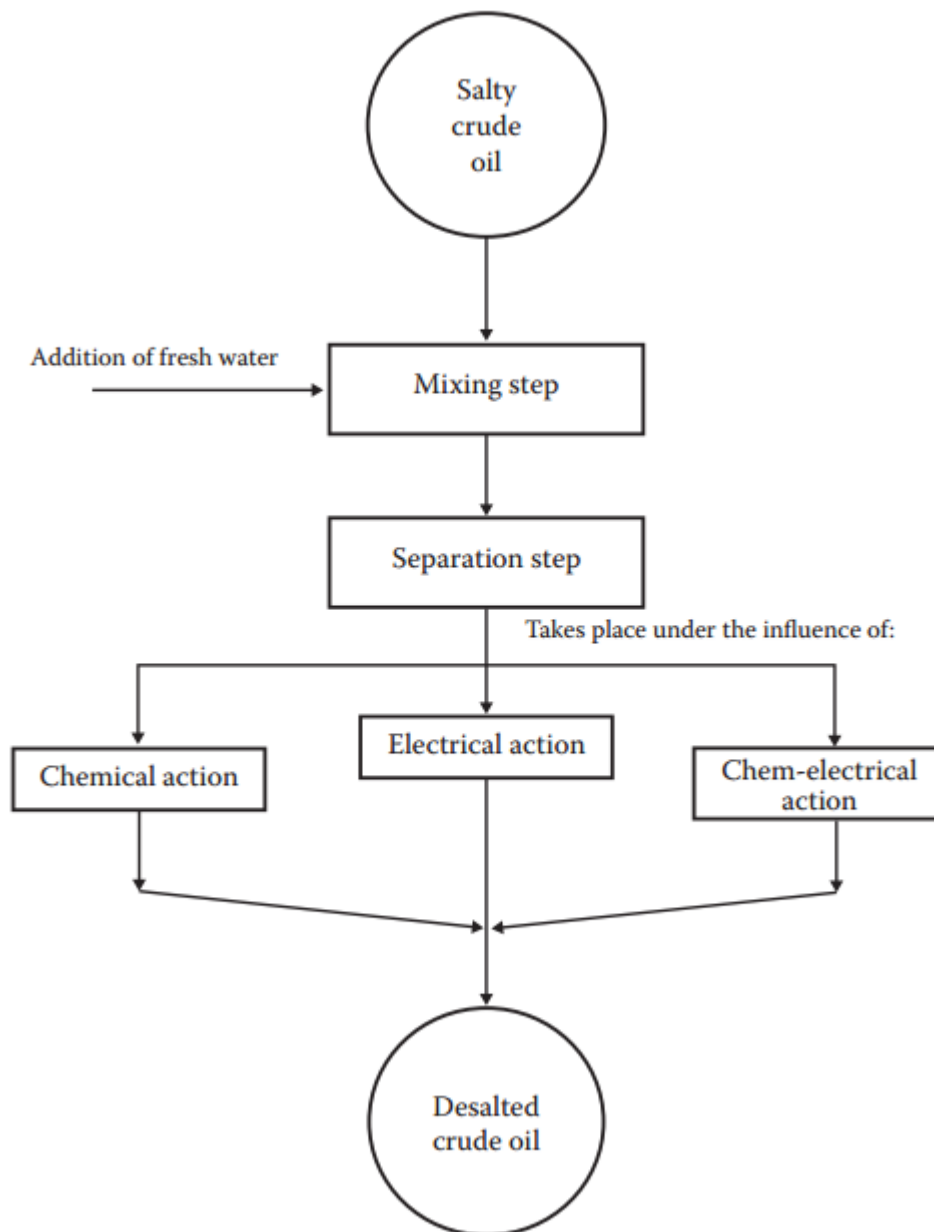 Salty
crude
oil
Addition of fresh water
Mixing step
Separation step
Takes place under the influence of:
Chemical action
Electrical action
Chem-electrical
action
Desalted
crude oil